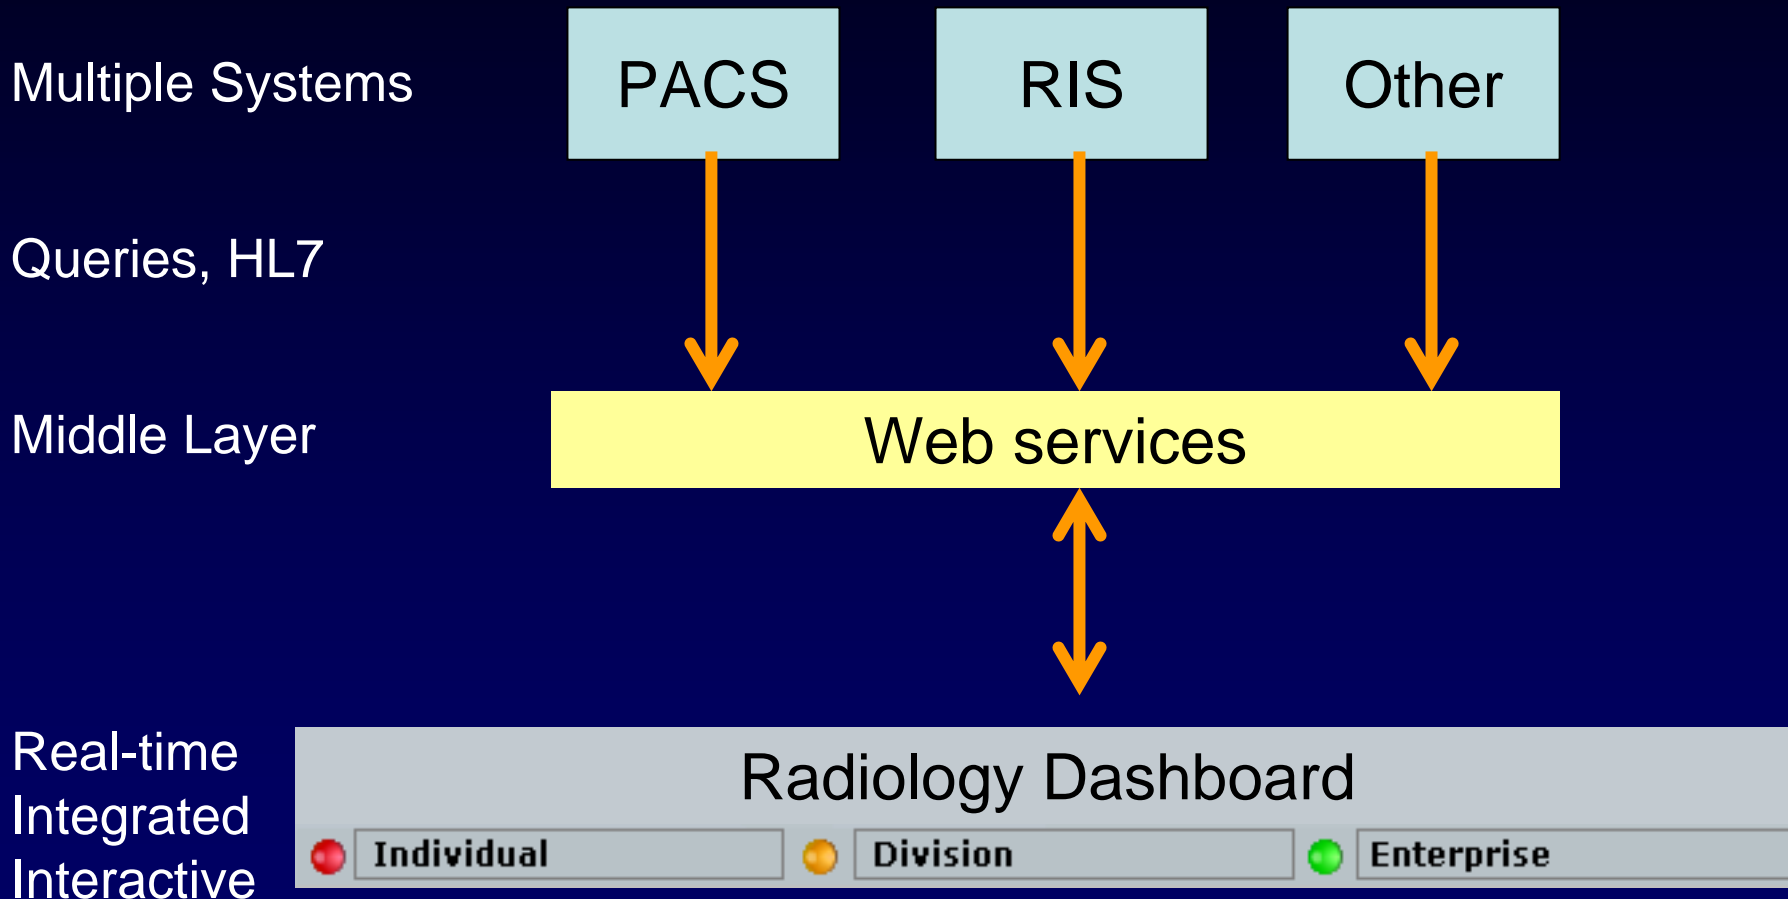 Multiple Systems
PACS
RIS
Other
Queries, HL7
Middle Layer
Web services
Real-time
Integrated
Interactive
Radiology Dashboard
Individual
Division
Enterprise